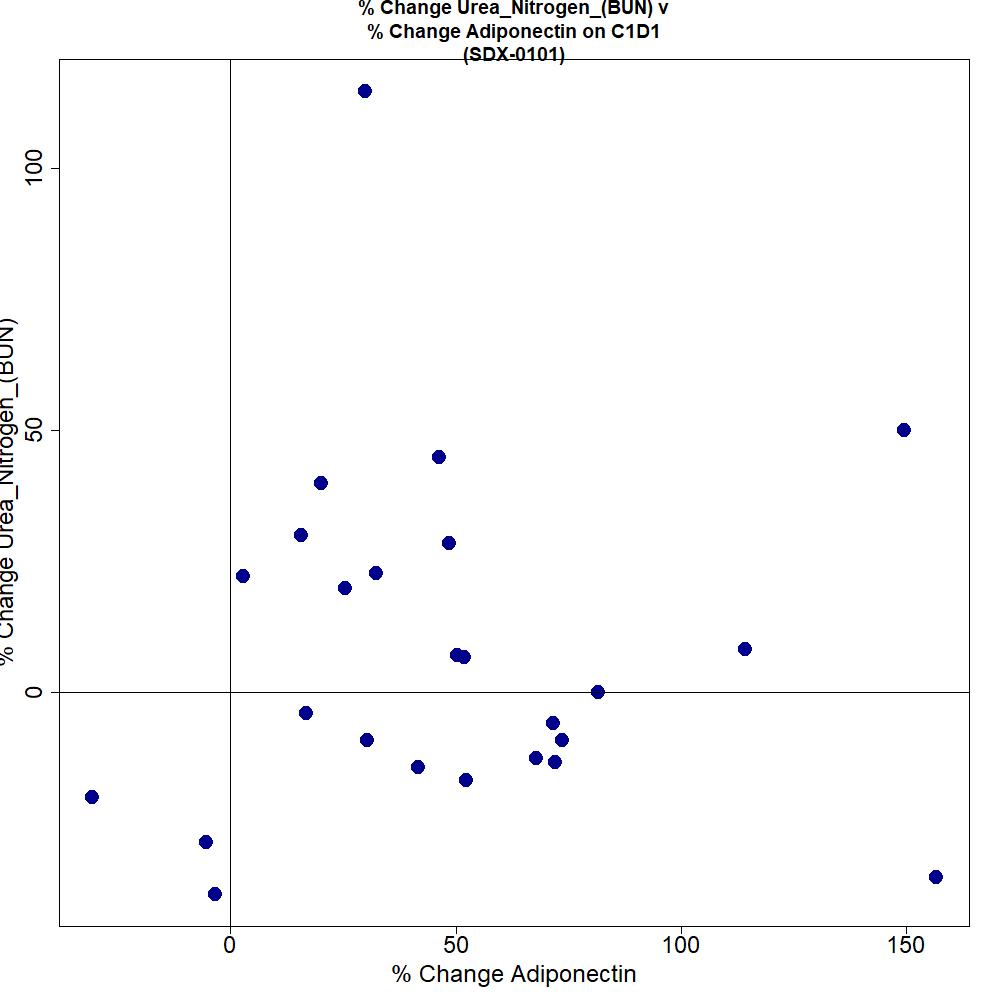 % Change Urea_Nitrogen_(BUN) v
% Change Adiponectin on C1D1
(SDX-0101)
100
50
0
% Change Urea_Nitrogen_(BUN)
0
50
100
150
% Change Adiponectin